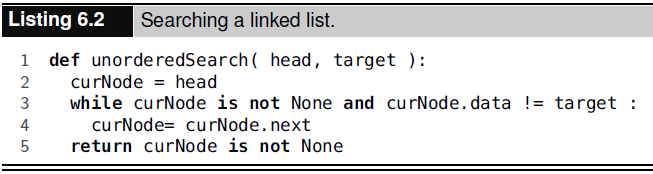 Listing 6.2 Searching a linked list.
1 def unorderedSearch( head, target ):
2   curNode = head
3   while curNode is not None and curNode.data != target :
4     curNode= curNode.next
5   return curNode is not None